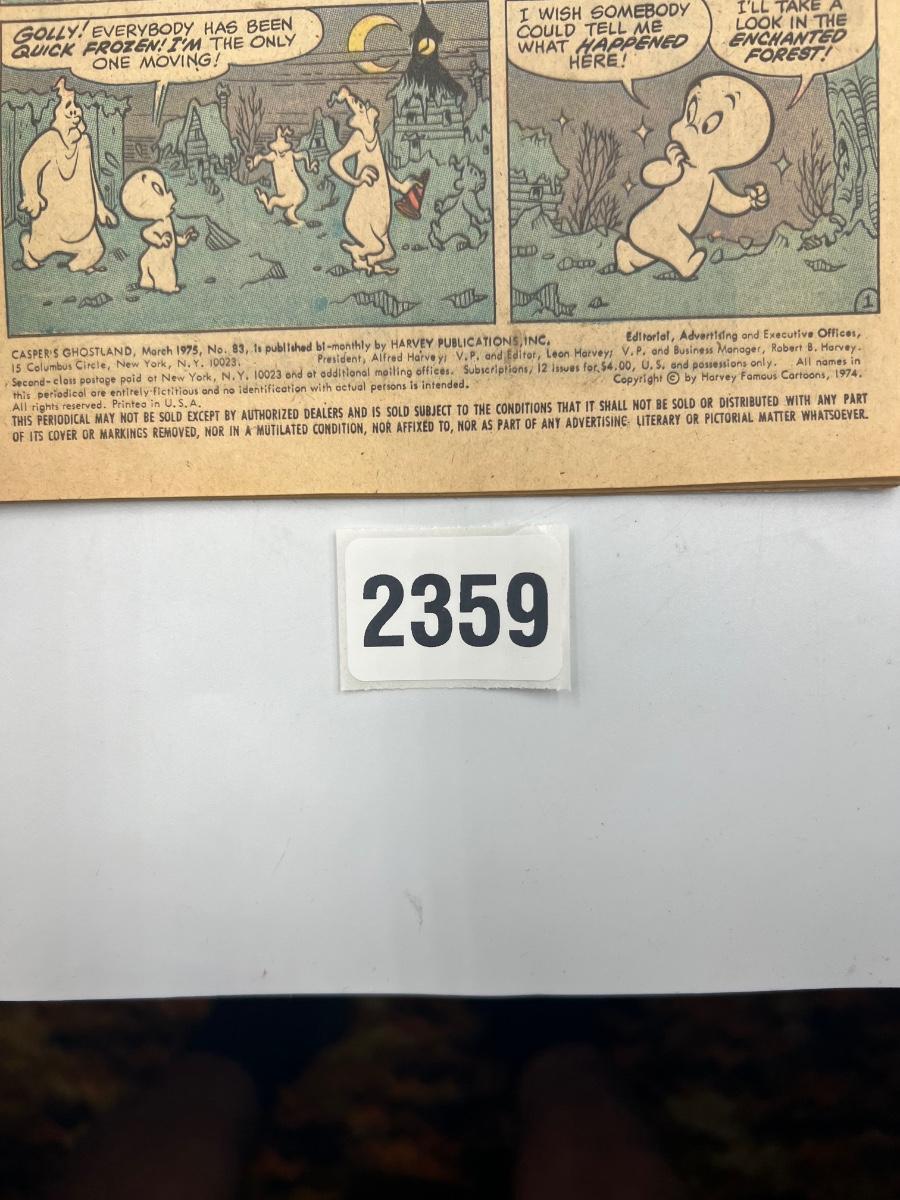 GOLLY! EVERYBODY HAS BEEN
QUICK FROZEN! I'M THE ONLY
ONE MOVING!
I WISH SOMEBODY
COULD TELL ME
WHAT HAPPENED
HERE!
I'LL TAKE A
LOOK IN THE
ENCHANTED
FOREST!
1
CASPER'S GHOSTLAND, March 1975, No. 83, is published bi-monthly by HARVEY PUBLICATIONS, INC. Editorial, Advertising and Executive Offices,
15 Columbus Circle, New York, N.Y. 10023. President, Alfred Harvey; V.P. and Editor, Leon Harvey; V.P. and Business Manager, Robert B. Harvey.
Second-class postage paid at New York, N.Y. 10023 and at additional mailing offices. Subscriptions, 12 issues for $4.00, U.S. and possessions only. All names in
this periodical are entirely fictitious and no identification with actual persons is intended. Copyright © by Harvey Famous Cartoons, 1974.
All rights reserved. Printed in U.S.A.
THIS PERIODICAL MAY NOT BE SOLD EXCEPT BY AUTHORIZED DEALERS AND IS SOLD SUBJECT TO THE CONDITIONS THAT IT SHALL NOT BE SOLD OR DISTRIBUTED WITH ANY PART
OF ITS COVER OR MARKINGS REMOVED, NOR IN A MUTILATED CONDITION, NOR AFFIXED TO, NOR AS PART OF ANY ADVERTISING LITERARY OR PICTORIAL MATTER WHATSOEVER.
2359